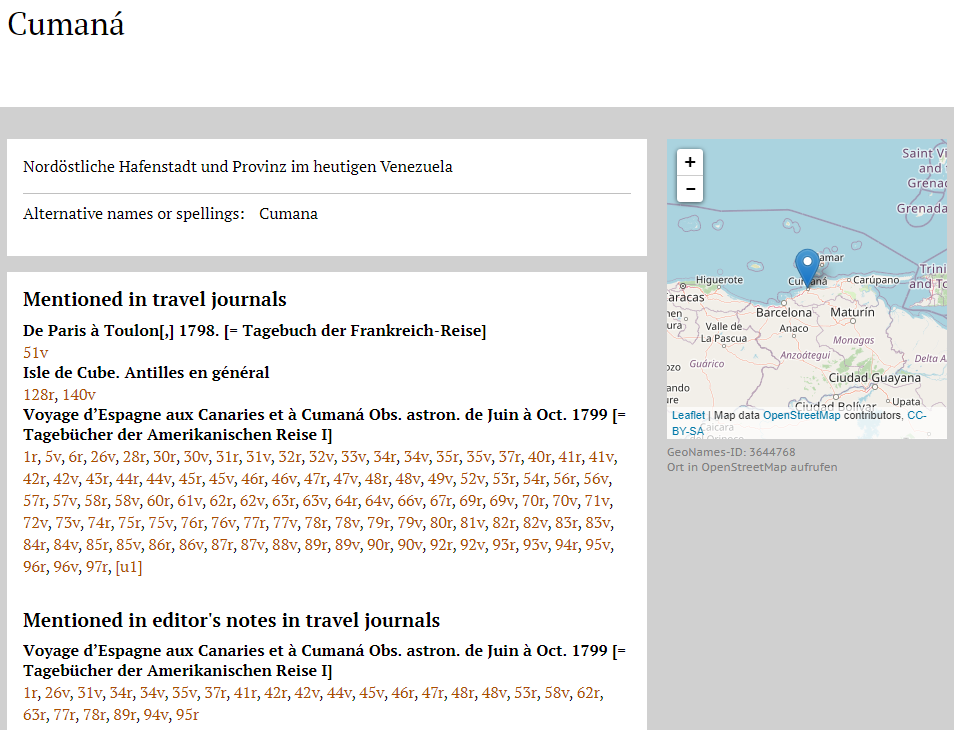 Cumaná
Nordöstliche Hafenstadt und Provinz im heutigen Venezuela
Alternative names or spellings: Cumana
Mentioned in travel journals
De Paris à Toulon[,] 1798. [= Tagebuch der Frankreich-Reise]
51v
Isle de Cube. Antilles en général
128r, 140v
Voyage d’Espagne aux Canaries et à Cumaná Obs. astron. de Juin à Oct. 1799 [=
Tagebücher der Amerikanischen Reise I]
1r, 5v, 6r, 26v, 28r, 30r, 30v, 31r, 31v, 32r, 32v, 33v, 34r, 34v, 35r, 35v, 37r, 40r, 41r, 41v,
42r, 42v, 43r, 44r, 44v, 45r, 45v, 46r, 46v, 47r, 47v, 48r, 48v, 49v, 52v, 53r, 54r, 56r, 56v,
57r, 57v, 58r, 58v, 60r, 61v, 62r, 62v, 63r, 63v, 64r, 64v, 66v, 67r, 69r, 69v, 70r, 70v, 71v,
72v, 73v, 74r, 75r, 75v, 76r, 76v, 77r, 77v, 78r, 78v, 79r, 79v, 80r, 81v, 82r, 82v, 83r, 83v,
84r, 84v, 85r, 85v, 86r, 86v, 87r, 87v, 88v, 89r, 89v, 90r, 90v, 92r, 92v, 93r, 93v, 94r, 95v,
96r, 96v, 97r, [u1]
Mentioned in editor's notes in travel journals
Voyage d’Espagne aux Canaries et à Cumaná Obs. astron. de Juin à Oct. 1799 [=
Tagebücher der Amerikanischen Reise I]
1r, 26v, 31v, 34r, 34v, 35v, 37r, 41r, 42r, 42v, 44v, 45v, 46r, 47r, 48r, 48v, 53r, 58v, 62r,
63r, 77r, 78r, 89r, 94v, 95r
+
−
Saint Vi
and
Grenad
Grenada
amar
Cumaná
Carúpano
Trini
and To
Higuerote
aracas
Barcelona
Maturín
Valle de
La Pascua
Anaco
Monagas
Anzoátegui
Guárico
Delta A
Ciudad Guayana
Ciudad Bolívar
Upata
Caicara
del Orinoco
Leaflet | Map data OpenStreetMap contributors, CC-
BY-SA
GeoNames-ID: 3644768
Ort in OpenStreetMap aufrufen